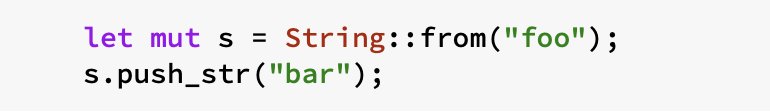 let mut s = String::from("foo");
s.push_str("bar");